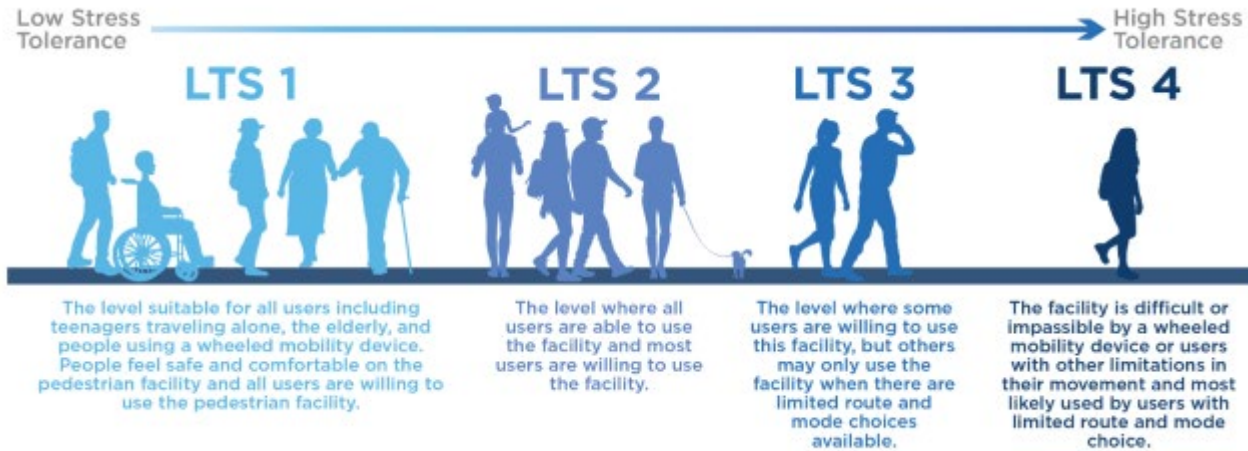 Low Stress
Tolerance
High Stress
Tolerance
LTS 1
LTS 2
LTS 3
LTS 4
The level suitable for all users including
teenagers traveling alone, the elderly, and
people using a wheeled mobility device.
People feel safe and comfortable on the
pedestrian facility and all users are willing to
use the pedestrian facility.
The level where all
users are able to use
the facility and most
users are willing to use
the facility.
The level where some
users are willing to use
this facility, but others
may only use the
facility when there are
limited route and
mode choices
available.
The facility is difficult or
impassible by a wheeled
mobility device or users
with other limitations in
their movement and most
likely used by users with
limited route and mode
choice.